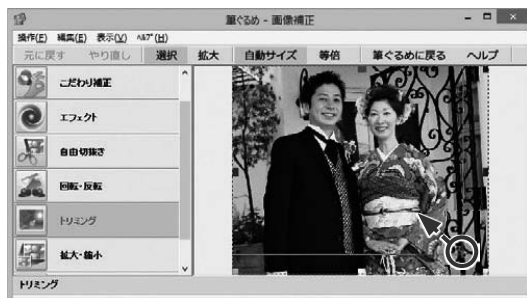 筆ぐるめ - 画像補正
操作(E) 編集(E) 表示(V) ﾍﾙﾌﾟ(H)
元に戻す やり直し 選択 拡大 自動サイズ 等倍 筆ぐるめに戻る ヘルプ
こだわり補正
エフェクト
自由切抜き
回転・反転
トリミング
拡大・縮小
トリミング